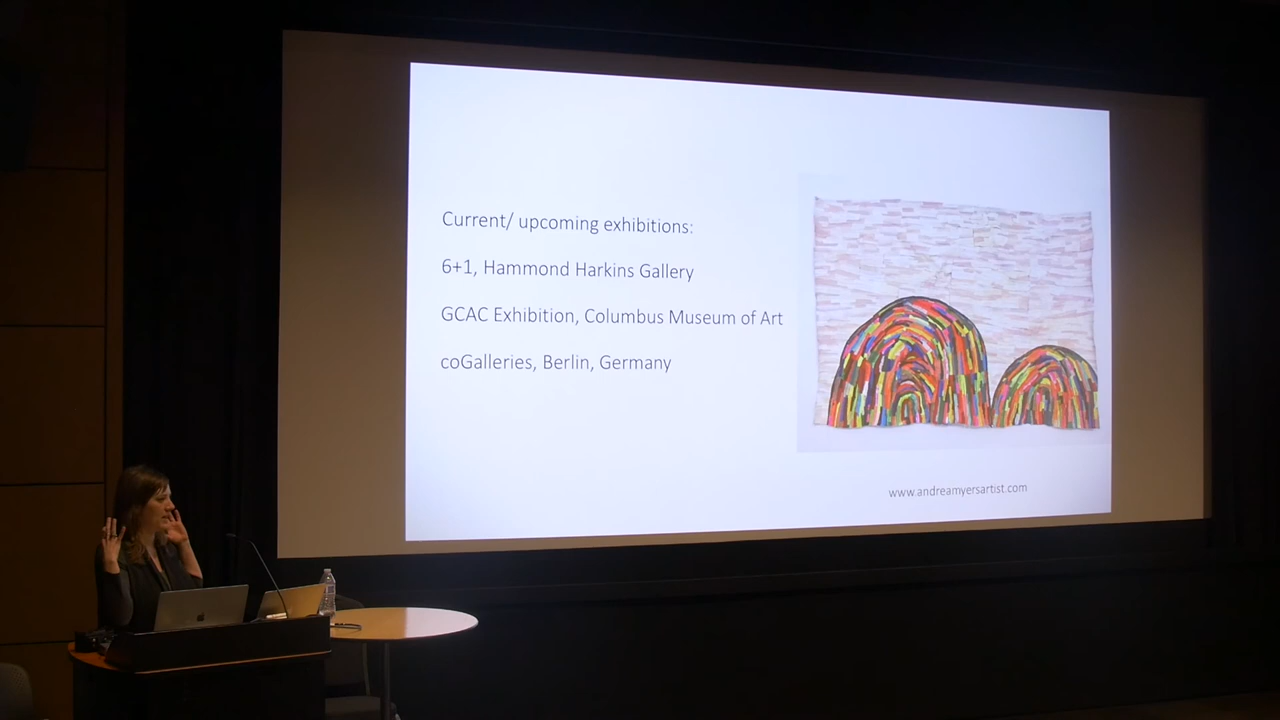 Current/ upcoming exhibitions:
6+1, Hammond Harkins Gallery
GCAC Exhibition, Columbus Museum of Art
coGalleries, Berlin, Germany
www.andreamyersartist.com